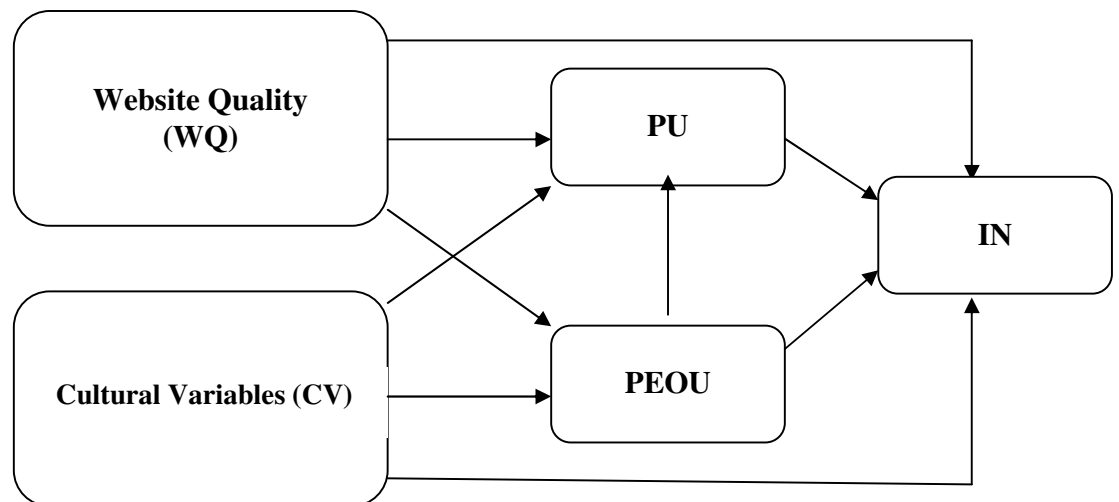 Website Quality
(WQ)
PU
IN
Cultural Variables (CV)
PEOU